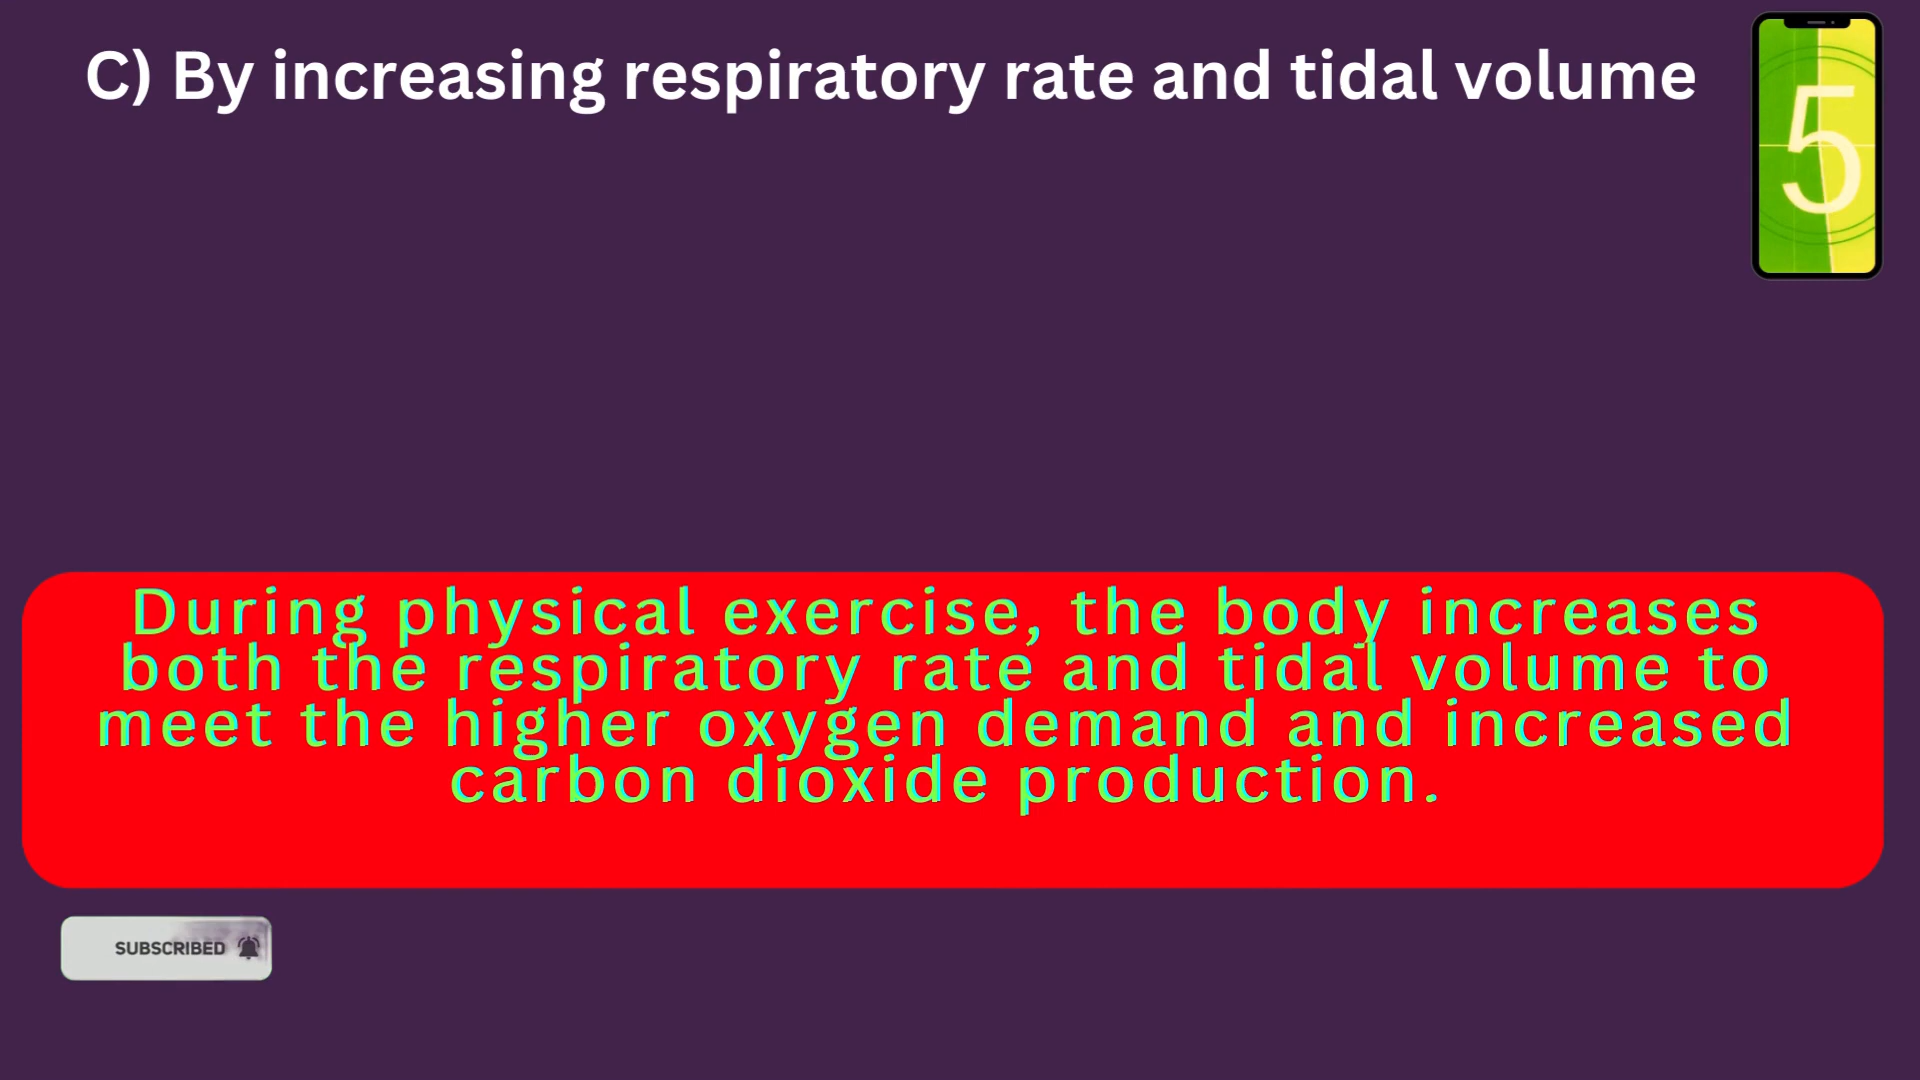 C) By increasing respiratory rate and tidal volume
5
During physical exercise, the body increases
both the respiratory rate and tidal volume to
meet the higher oxygen demand and increased
carbon dioxide production.
SUBSCRIBED